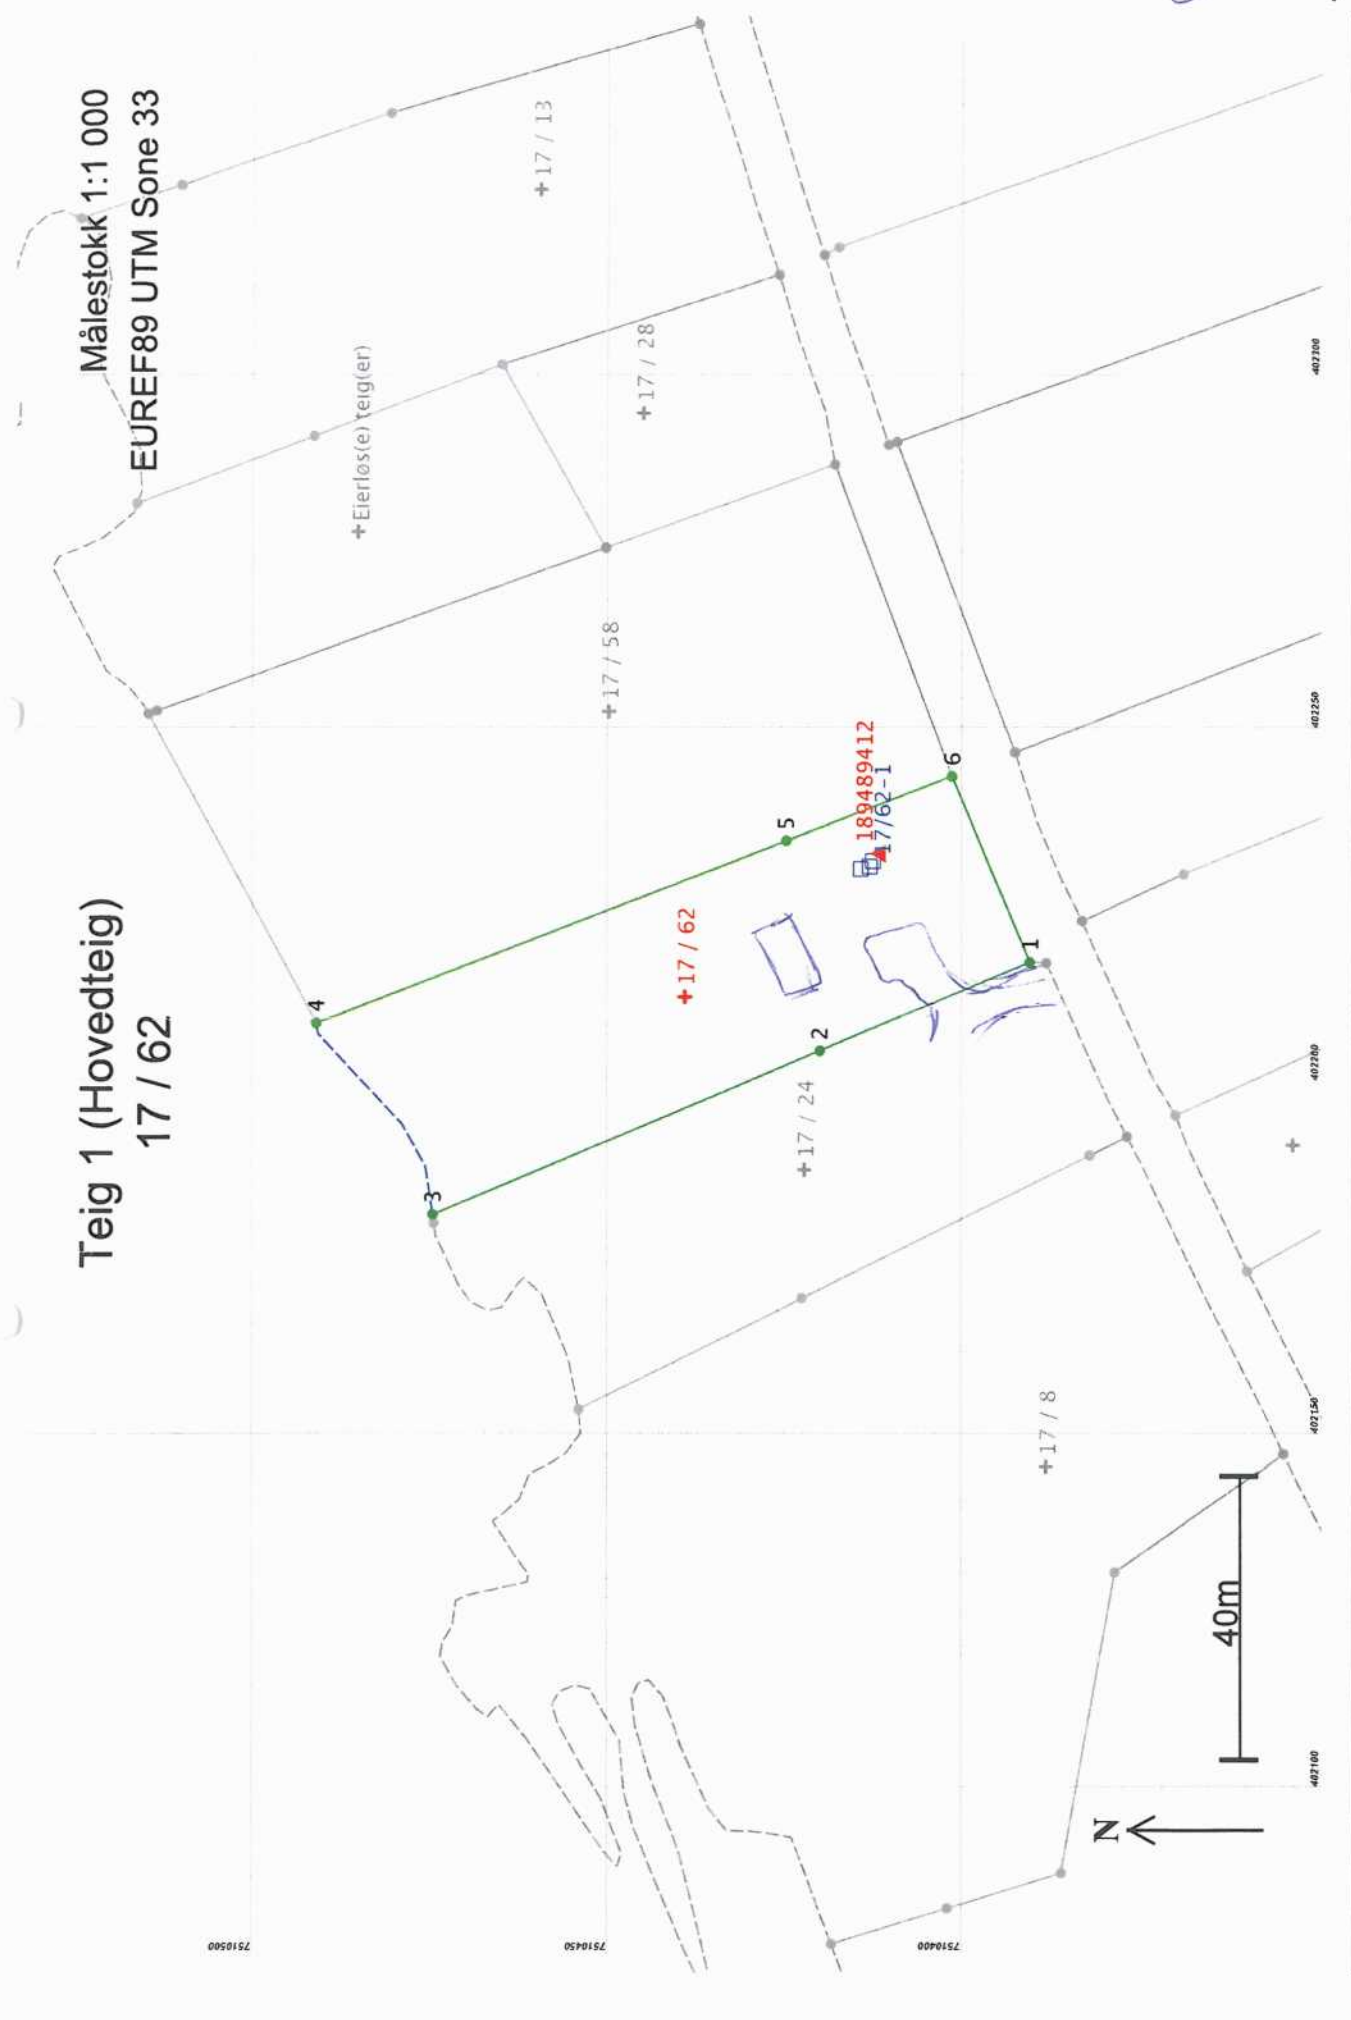 Teig 1 (Hovedteig)
17 / 62
Målestokk 1:1 000
EUREF89 UTM Sone 33
+17 / 13
+Eierløs(e) teig(er)
+17 / 28
+17 / 58
4
3
+17 / 62
5
189489412
17/62-1
2
+17 / 24
6
1
+17 / 8
40m
N
7510500
7510450
7510400
402100
402150
402200
402250
402300